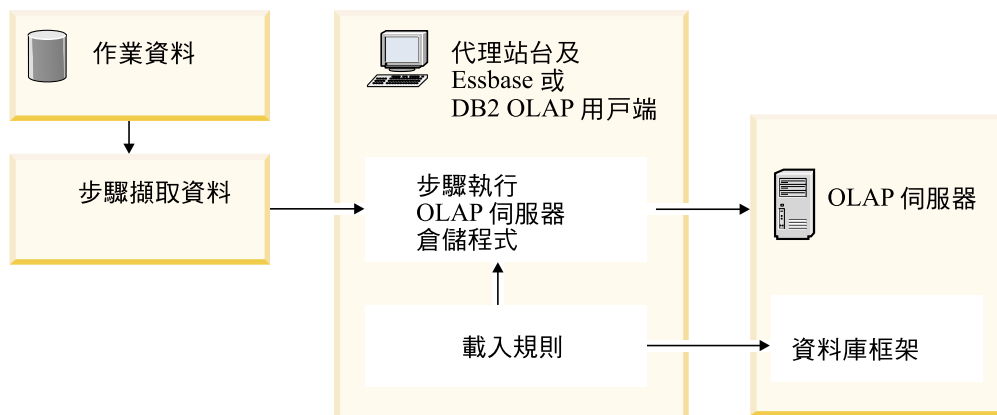 作業資料
步驟擷取資料
代理站台及
Essbase 或
DB2 OLAP 用戶端
步驟執行
OLAP 伺服器
倉儲程式
載入規則
OLAP 伺服器
資料庫框架